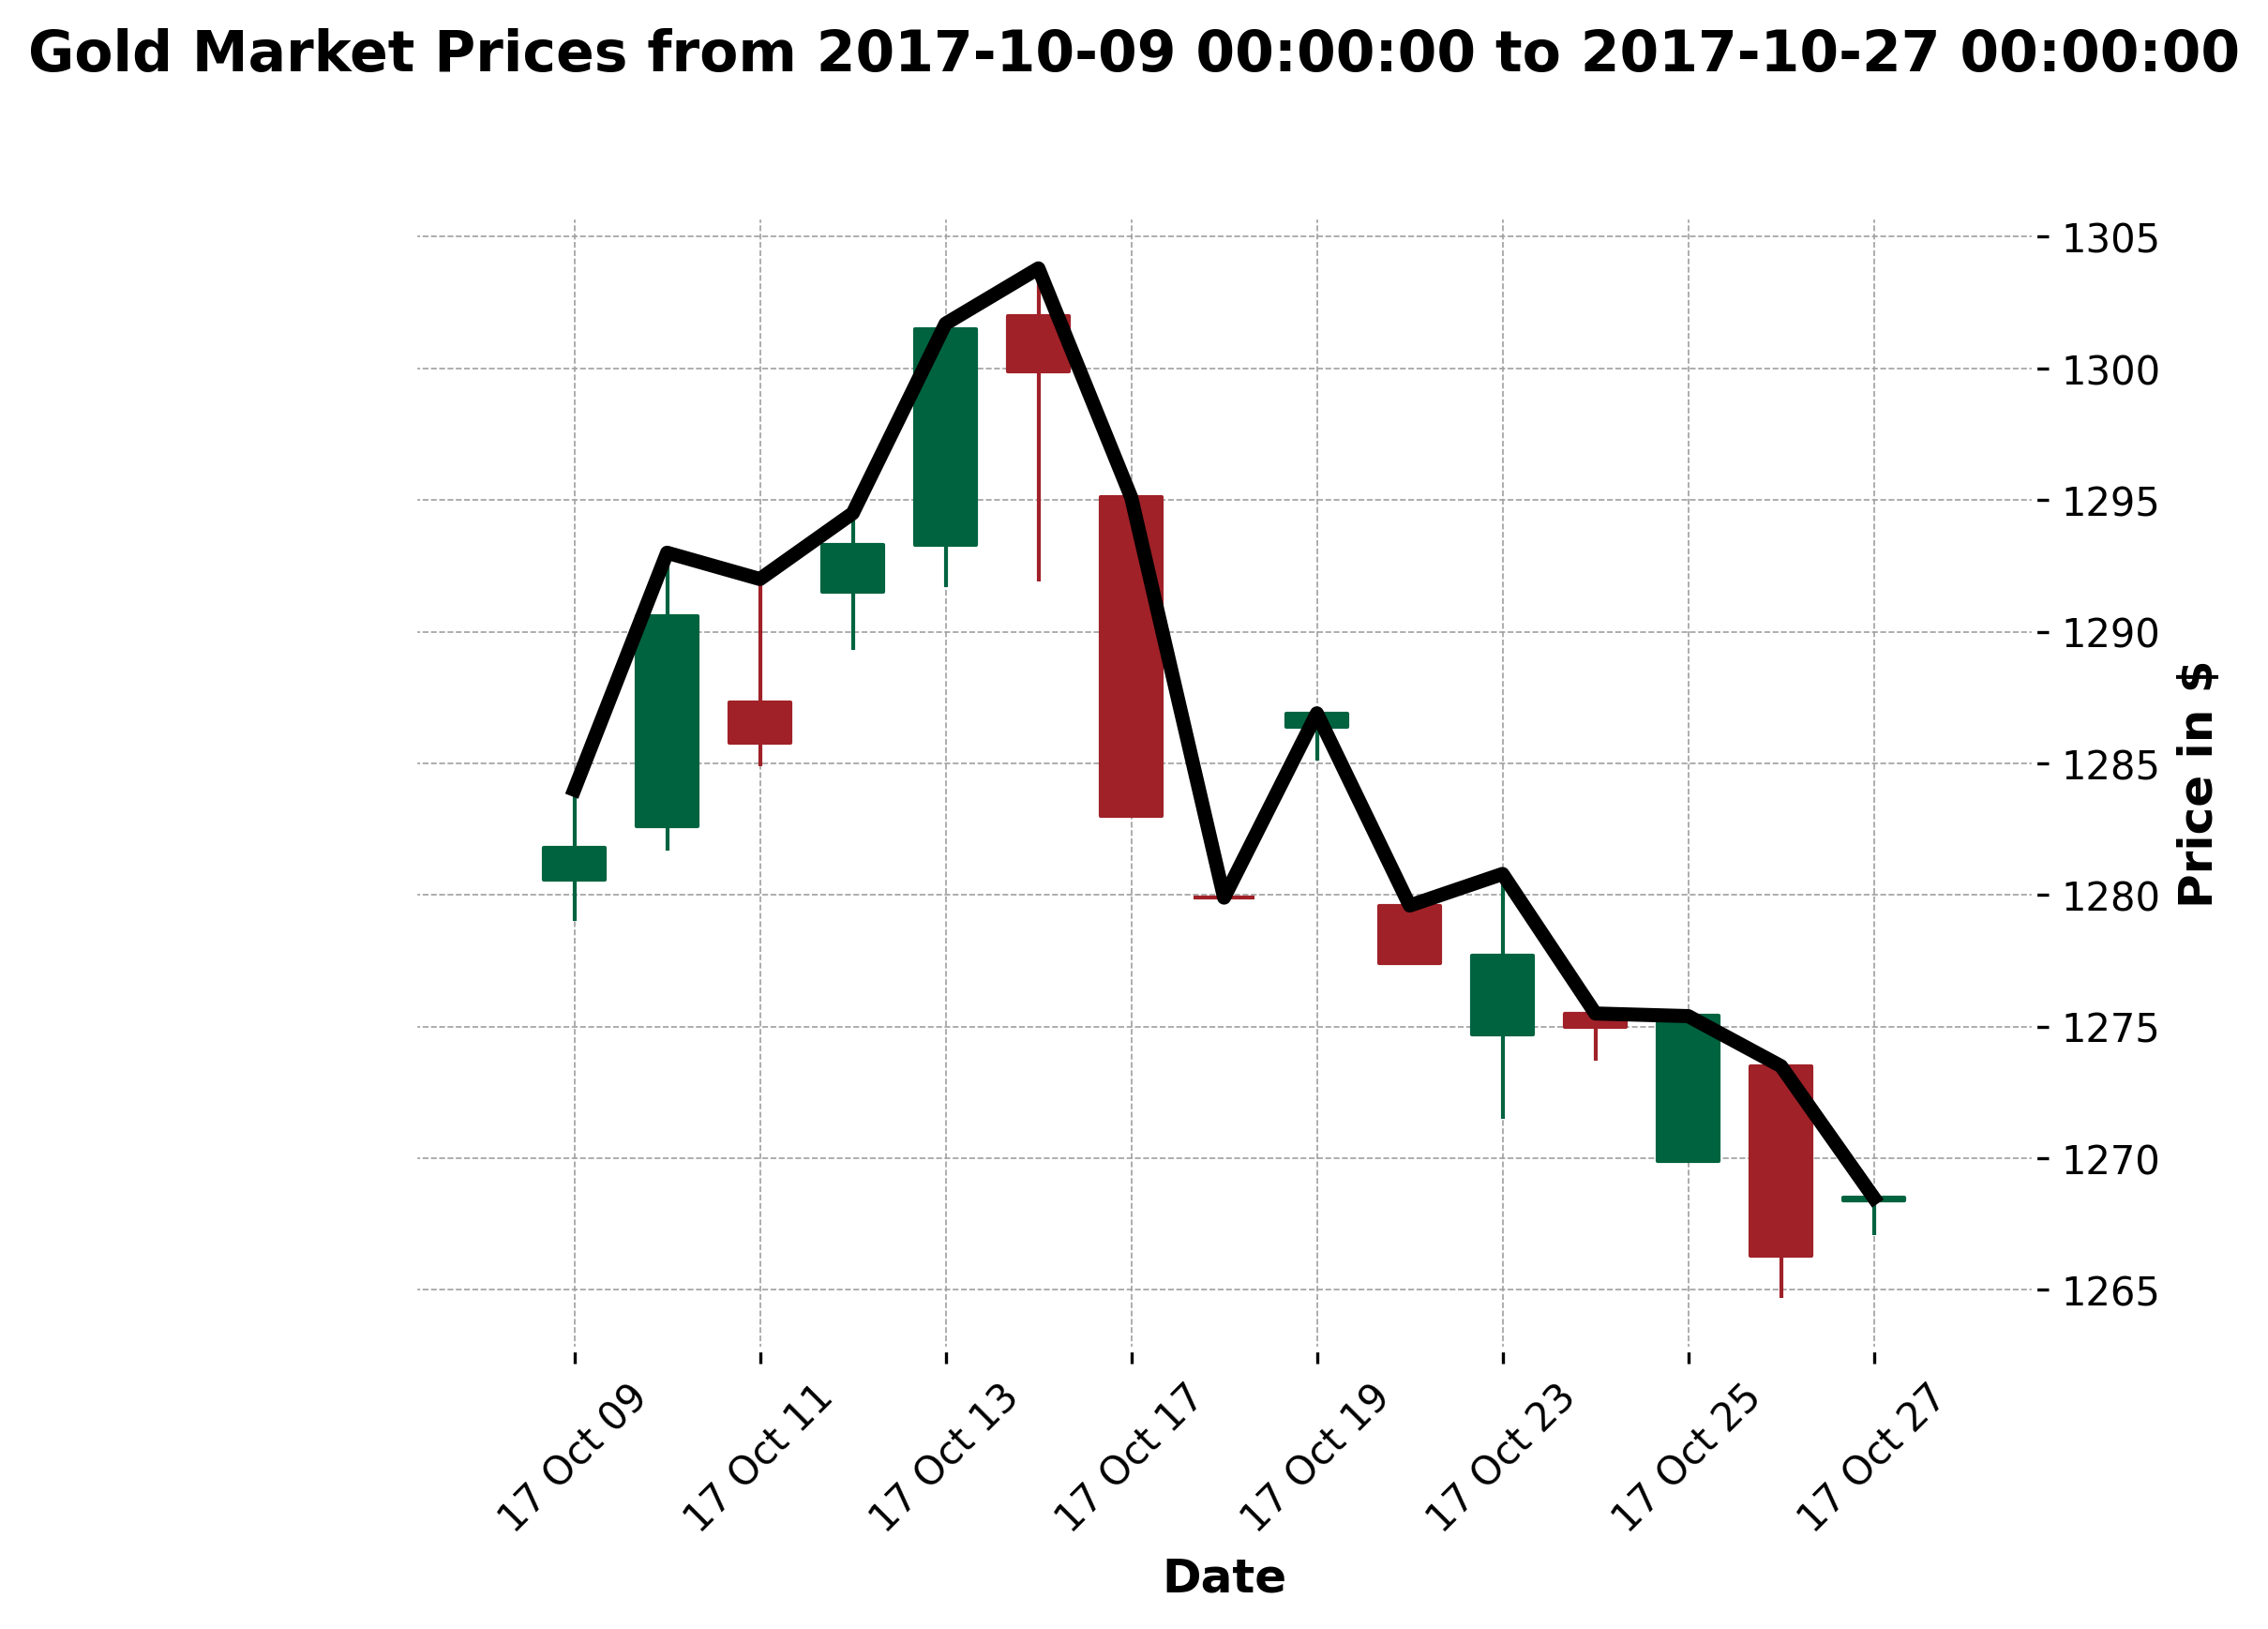 Gold Market Prices from 2017-10-09 00:00:00 to 2017-10-27 00:00:00
1305
1300
1295
1290
1285
1280
1275
1270
1265
Price in $
17 Oct 09
17 Oct 11
17 Oct 13
17 Oct 17
17 Oct 19
17 Oct 23
17 Oct 25
17 Oct 27
Date